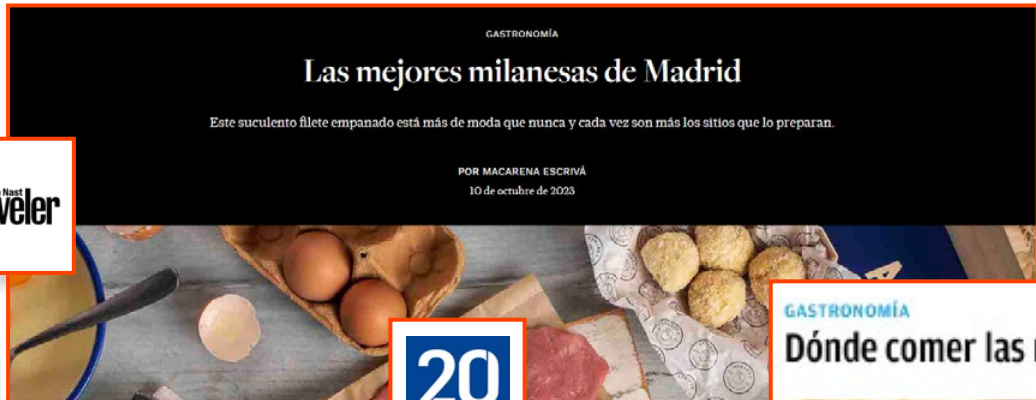 GASTRONOMÍA
Las mejores milanesas de Madrid
Este suculento filete empanado está más de moda que nunca y cada vez son más los sitios que lo preparan.
POR MACARENA ESCRIVÁ
10 de octubre de 2023
Nast
veler
20
GASTRONOMÍA
Dónde comer las